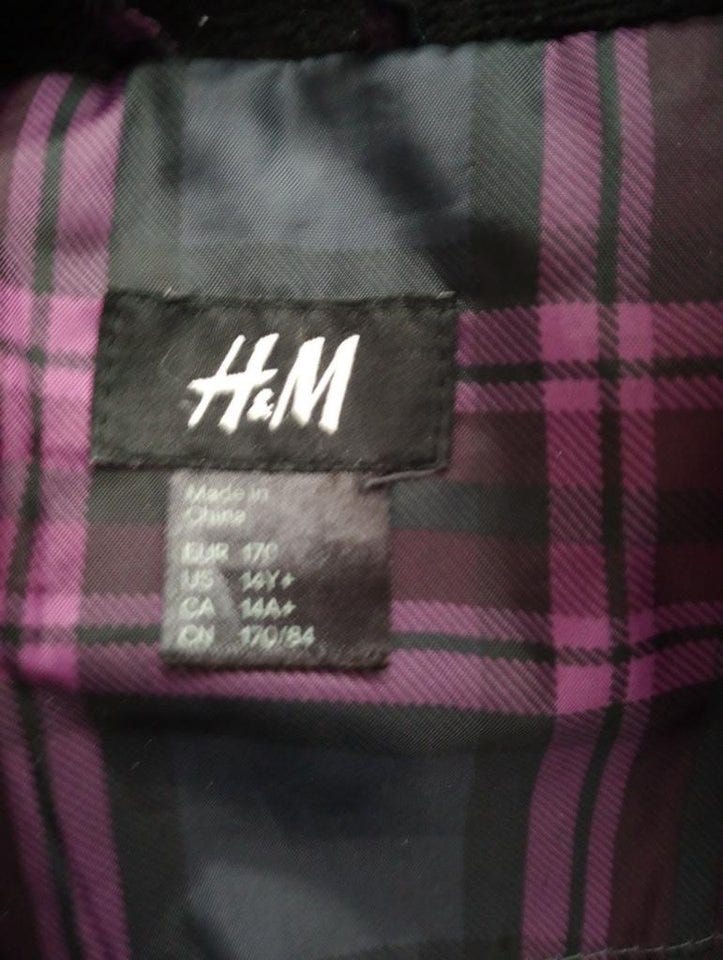 H&M
Made in
China
EUR 170
US 14Y+
CA 14A+
CN 170/84